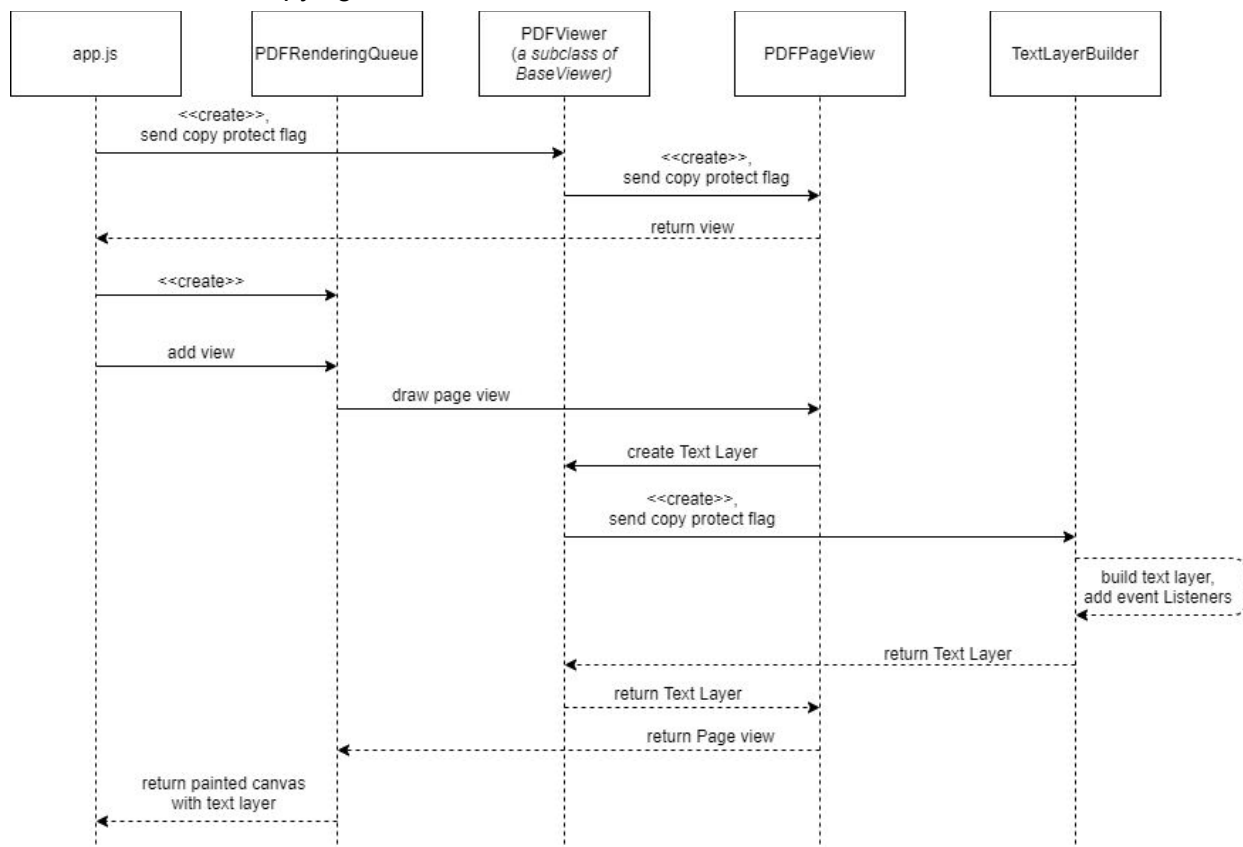 app.js
PDFRenderingQueue
PDFViewer
(a subclass of
BaseViewer)
PDFPageView
TextLayerBuilder
<<create>>,
send copy protect flag
<<create>>,
send copy protect flag
return view
<<create>>
add view
draw page view
create Text Layer
<<create>>,
send copy protect flag
build text layer,
add event Listeners
return Text Layer
return Text Layer
return Page view
return painted canvas
with text layer